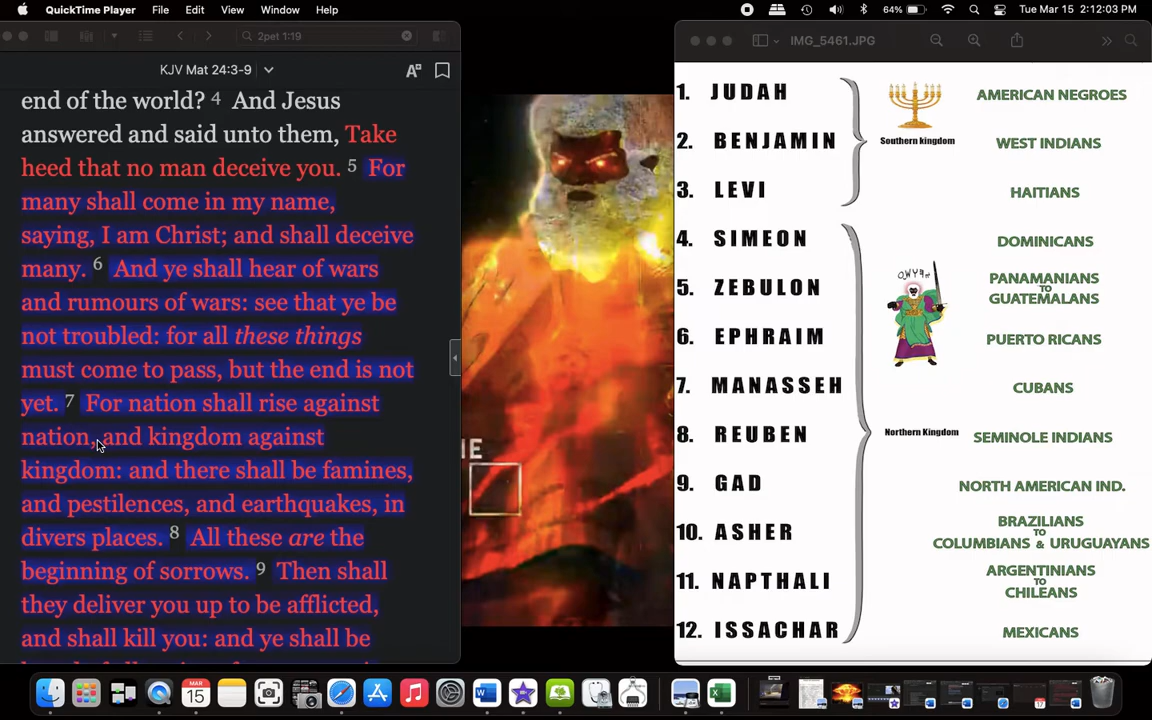 QuickTime Player File Edit View Window Help
64% Tue Mar 15 2:12:03 PM
2pet 1:19
KJV Mat 24:3-9
end of the world? 4 And Jesus
answered and said unto them, Take
heed that no man deceive you. 5 For
many shall come in my name,
saying, I am Christ; and shall deceive
many. 6 And ye shall hear of wars
and rumours of wars: see that ye be
not troubled: for all these things
must come to pass, but the end is not
yet. 7 For nation shall rise against
nation, and kingdom against
kingdom: and there shall be famines,
and pestilences, and earthquakes, in
divers places. 8 All these are the
beginning of sorrows. 9 Then shall
they deliver you up to be afflicted,
and shall kill you: and ye shall be
IMG_5461.JPG
1. JUDAH
AMERICAN NEGROES
2. BENJAMIN
Southern kingdom
WEST INDIANS
3. LEVI
HAITIANS
4. SIMEON
DOMINICANS
5. ZEBULON
PANAMANIANS
TO
GUATEMALANS
6. EPHRAIM
PUERTO RICANS
7. MANASSEH
CUBANS
8. REUBEN
Northern Kingdom
SEMINOLE INDIANS
9. GAD
NORTH AMERICAN IND.
10. ASHER
BRAZILIANS
TO
COLUMBIANS & URUGUAYANS
11. NAPTHALI
ARGENTINIANS
TO
CHILEANS
12. ISSACHAR
MEXICANS
MAR
15